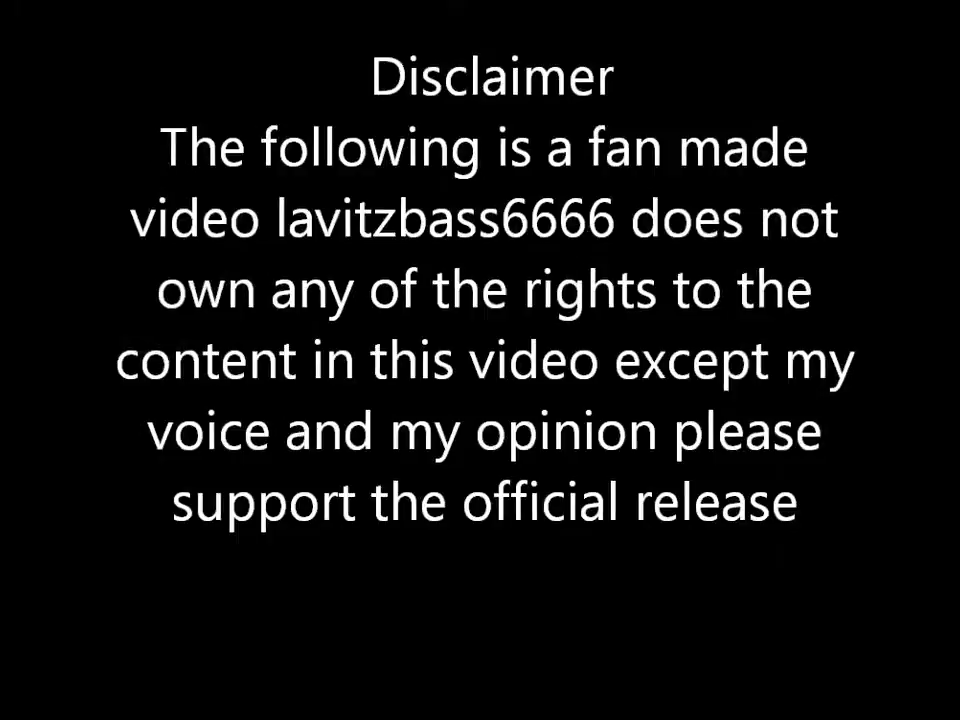 Disclaimer
The following is a fan made
video lavitzbass6666 does not
own any of the rights to the
content in this video except my
voice and my opinion please
support the official release